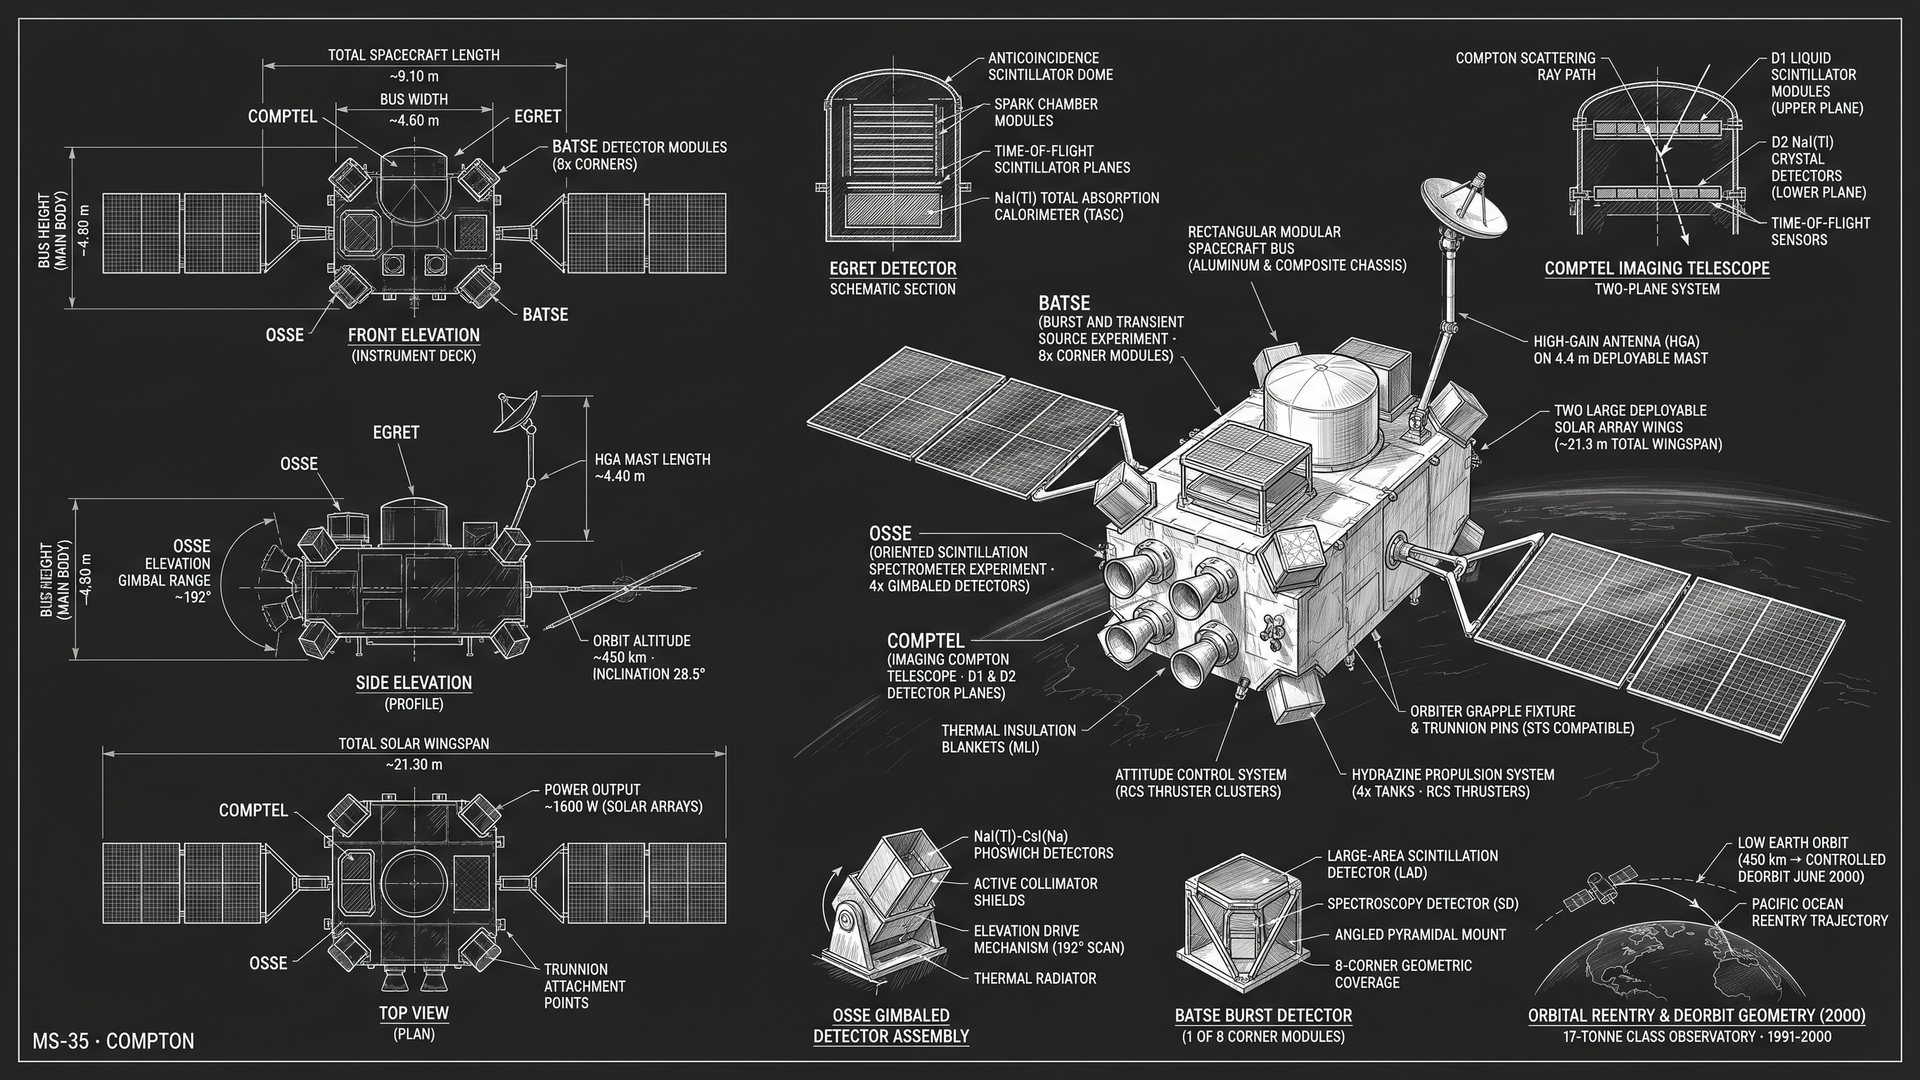 TOTAL SPACECRAFT LENGTH
~9.10 m
BUS WIDTH
~4.60 m
COMPTEL
EGRET
BATSE DETECTOR MODULES
(8x CORNERS)
BUS HEIGHT
(MAIN BODY)
~4.80 m
OSSE
BATSE
FRONT ELEVATION
(INSTRUMENT DECK)
EGRET
OSSE
HGA MAST LENGTH
~4.40 m
OSSE
ELEVATION
GIMBAL RANGE
~192°
BUS HEIGHT
(MAIN BODY)
~4.80 m
ORBIT ALTITUDE
~450 km ·
INCLINATION 28.5°
SIDE ELEVATION
(PROFILE)
TOTAL SOLAR WINGSPAN
~21.30 m
COMPTEL
POWER OUTPUT
~1600 W (SOLAR ARRAYS)
OSSE
TRUNNION
ATTACHMENT
POINTS
TOP VIEW
(PLAN)
MS-35 · COMPTON
ANTICOINCIDENCE
SCINTILLATOR DOME
SPARK CHAMBER
MODULES
TIME-OF-FLIGHT
SCINTILLATOR PLANES
NaI(Tl) TOTAL ABSORPTION
CALORIMETER (TASC)
EGRET DETECTOR
SCHEMATIC SECTION
COMPTON SCATTERING
RAY PATH
D1 LIQUID
SCINTILLATOR
MODULES
(UPPER PLANE)
D2 NaI(Tl)
CRYSTAL
DETECTORS
(LOWER PLANE)
TIME-OF-FLIGHT
SENSORS
COMPTEL IMAGING TELESCOPE
TWO-PLANE SYSTEM
RECTANGULAR MODULAR
SPACECRAFT BUS
(ALUMINUM & COMPOSITE CHASSIS)
BATSE
(BURST AND TRANSIENT
SOURCE EXPERIMENT ·
8x CORNER MODULES)
HIGH-GAIN ANTENNA (HGA)
ON 4.4 m DEPLOYABLE MAST
TWO LARGE DEPLOYABLE
SOLAR ARRAY WINGS
(~21.3 m TOTAL WINGSPAN)
OSSE
(ORIENTED SCINTILLATION
SPECTROMETER EXPERIMENT ·
4x GIMBALED DETECTORS)
COMPTEL
(IMAGING COMPTON
TELESCOPE · D1 & D2
DETECTOR PLANES)
THERMAL INSULATION
BLANKETS (MLI)
ATTITUDE CONTROL SYSTEM
(RCS THRUSTER CLUSTERS)
HYDRAZINE PROPULSION SYSTEM
(4x TANKS · RCS THRUSTERS)
ORBITER GRAPPLE FIXTURE
& TRUNNION PINS (STS COMPATIBLE)
NaI(Tl)-CsI(Na)
PHOSWICH DETECTORS
ACTIVE COLLIMATOR
SHIELDS
ELEVATION DRIVE
MECHANISM (192° SCAN)
THERMAL RADIATOR
OSSE GIMBALED
DETECTOR ASSEMBLY
LARGE-AREA SCINTILLATION
DETECTOR (LAD)
SPECTROSCOPY DETECTOR (SD)
ANGLED PYRAMIDAL MOUNT
8-CORNER GEOMETRIC
COVERAGE
BATSE BURST DETECTOR
(1 OF 8 CORNER MODULES)
LOW EARTH ORBIT
(450 km → CONTROLLED
DEORBIT JUNE 2000)
PACIFIC OCEAN
REENTRY TRAJECTORY
ORBITAL REENTRY & DEORBIT GEOMETRY (2000)
17-TONNE CLASS OBSERVATORY · 1991-2000